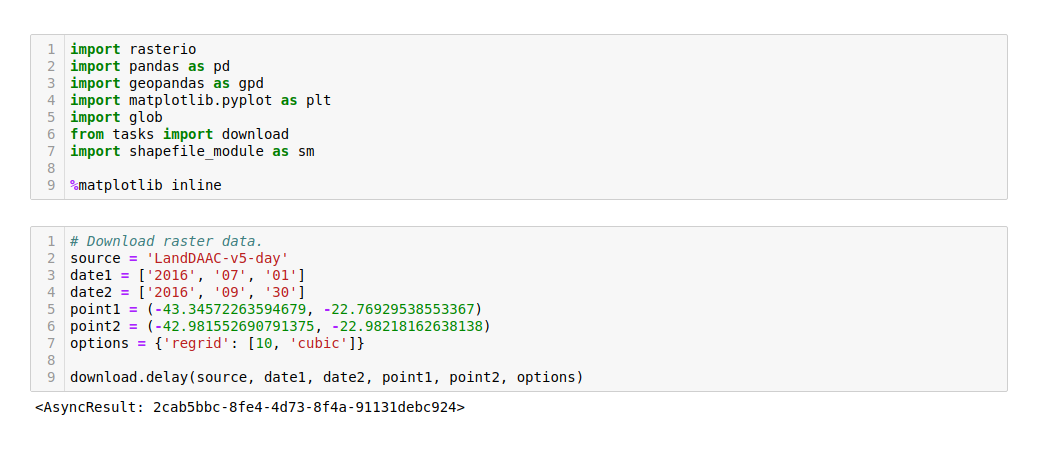 1 import rasterio
2 import pandas as pd
3 import geopandas as gpd
4 import matplotlib.pyplot as plt
5 import glob
6 from tasks import download
7 import shapefile_module as sm
8
9 %matplotlib inline
1 # Download raster data.
2 source = 'LandDAAC-v5-day'
3 date1 = ['2016', '07', '01']
4 date2 = ['2016', '09', '30']
5 point1 = (-43.34572263594679, -22.76929538553367)
6 point2 = (-42.981552690791375, -22.98218162638138)
7 options = {'regrid': [10, 'cubic']}
8
9 download.delay(source, date1, date2, point1, point2, options)
<AsyncResult: 2cab5bbc-8fe4-4d73-8f4a-91131debc924>